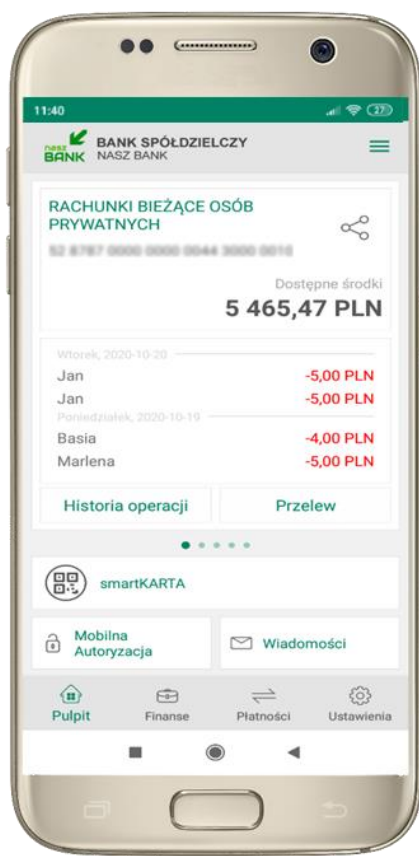 11:40
27
nasz
BANK
BANK SPÓŁDZIELCZY
NASZ BANK
RACHUNKI BIEŻĄCE OSÓB
PRYWATNYCH
Dostępne środki
5 465,47 PLN
Wtorek, 2020-10-20
Jan -5,00 PLN
Jan -5,00 PLN
Poniedziałek, 2020-10-19
Basia -4,00 PLN
Marlena -5,00 PLN
Historia operacji Przelew
smartKARTA
Mobilna
Autoryzacja
Wiadomości
Pulpit Finanse Płatności Ustawienia